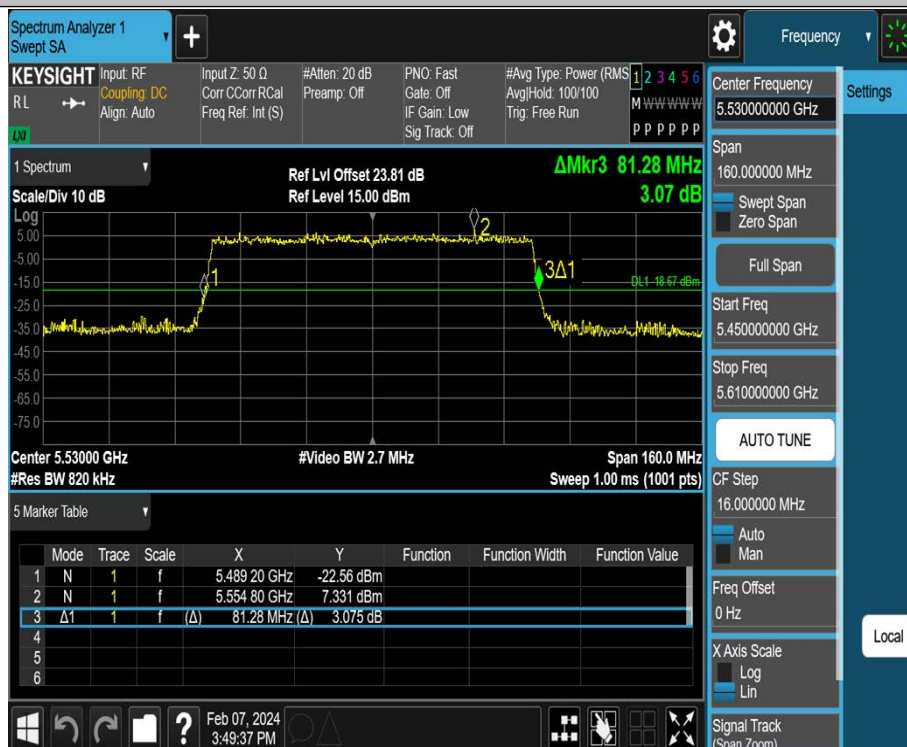 Spectrum Analyzer 1
Swept SA
+
Frequency
KEYSIGHT
RL
LXI
Input: RF
Coupling: DC
Align: Auto
Input Z: 50 Ω
Corr CCorr RCal
Freq Ref: Int (S)
#Atten: 20 dB
Preamp: Off
PNO: Fast
Gate: Off
IF Gain: Low
Sig Track: Off
#Avg Type: Power (RMS
Avg|Hold: 100/100
Trig: Free Run
1 2 3 4 5 6
M W W W W W
P P P P P P
1 Spectrum
Scale/Div 10 dB
Ref Lvl Offset 23.81 dB
Ref Level 15.00 dBm
ΔMkr3 81.28 MHz
3.07 dB
Log
5.00
-5.00
-15.0
-25.0
-35.0
-45.0
-55.0
-65.0
-75.0
1
2
3Δ1
DL1 -18.67 dBm
Center 5.53000 GHz
#Res BW 820 kHz
#Video BW 2.7 MHz
Span 160.0 MHz
Sweep 1.00 ms (1001 pts)
5 Marker Table
Mode Trace Scale X Y Function Function Width Function Value
1 N 1 f 5.489 20 GHz -22.56 dBm
2 N 1 f 5.554 80 GHz 7.331 dBm
3 Δ1 1 f (Δ) 81.28 MHz (Δ) 3.075 dB
4
5
6
?
Feb 07, 2024
3:49:37 PM
Center Frequency
5.530000000 GHz
Settings
Span
160.000000 MHz
Swept Span
Zero Span
Full Span
Start Freq
5.450000000 GHz
Stop Freq
5.610000000 GHz
AUTO TUNE
CF Step
16.000000 MHz
Auto
Man
Freq Offset
0 Hz
X Axis Scale
Log
Lin
Local
Signal Track
(Span Zoom)